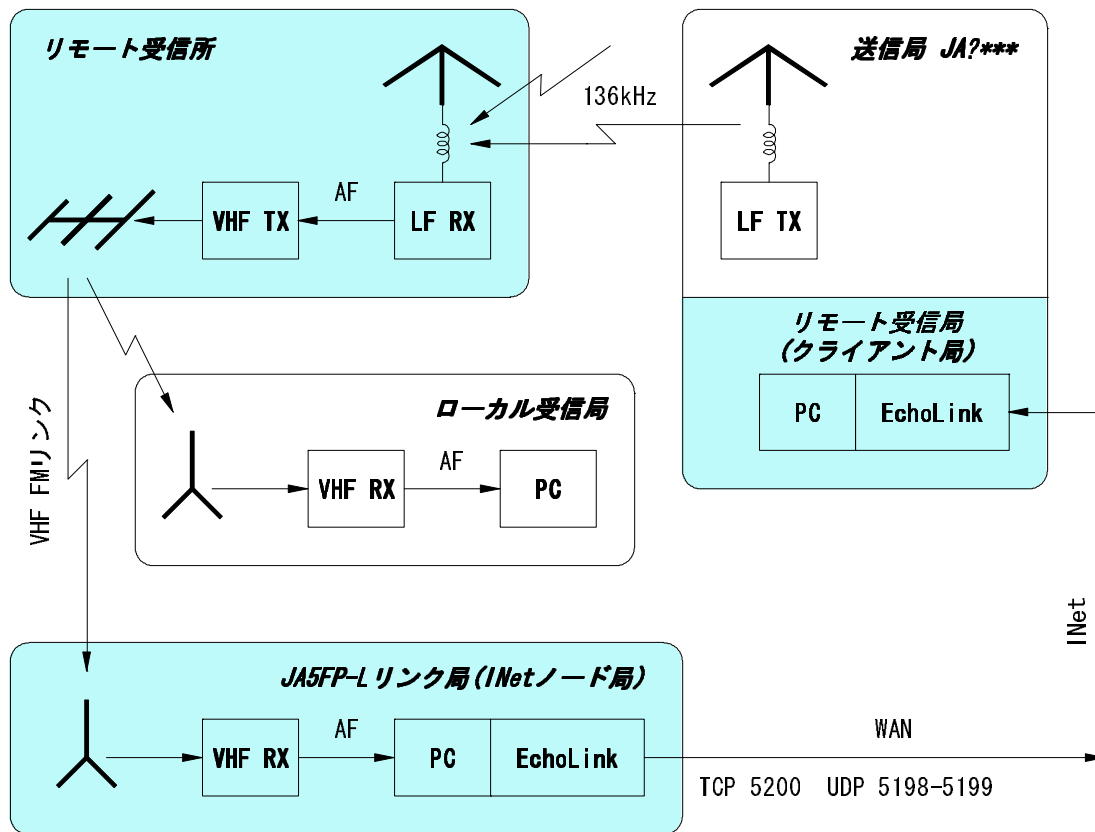 リモート受信所
送信局 JA?***
136kHz
AF
VHF TX
LF RX
LF TX
リモート受信局
(クライアント局)
PC
EchoLink
ローカル受信局
AF
VHF RX
PC
VHF FMリンク
INet
JA5FP-Lリンク局(INetノード局)
AF
VHF RX
PC
EchoLink
WAN
TCP 5200 UDP 5198-5199